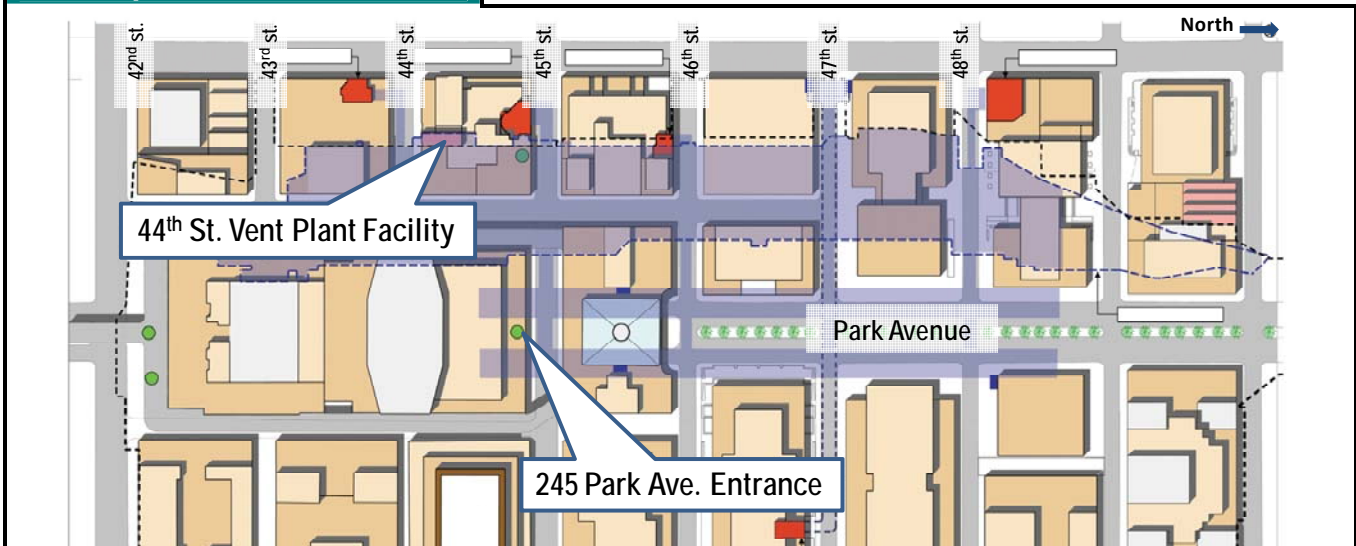 North
42nd st.
43rd st.
44th st.
45th st.
46th st.
47th st.
48th st.
44th St. Vent Plant Facility
Park Avenue
245 Park Ave. Entrance